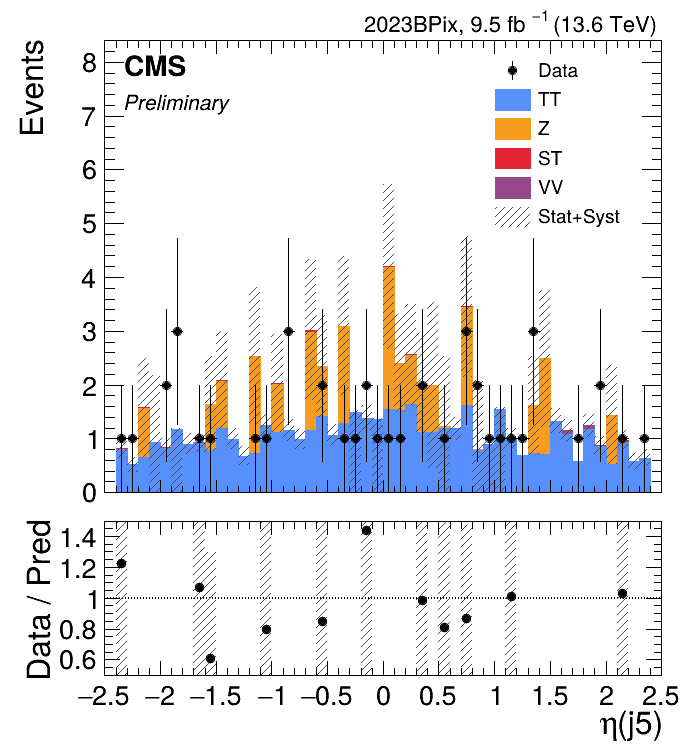 2023BPix, 9.5 fb⁻¹ (13.6 TeV)
CMS
Preliminary
Data
TT
Z
ST
VV
Stat+Syst
Events
8
7
6
5
4
3
2
1
0
Data / Pred
1.4
1.2
1
0.8
0.6
−2.5 −2 −1.5 −1 −0.5 0 0.5 1 1.5 2 2.5
η(j5)